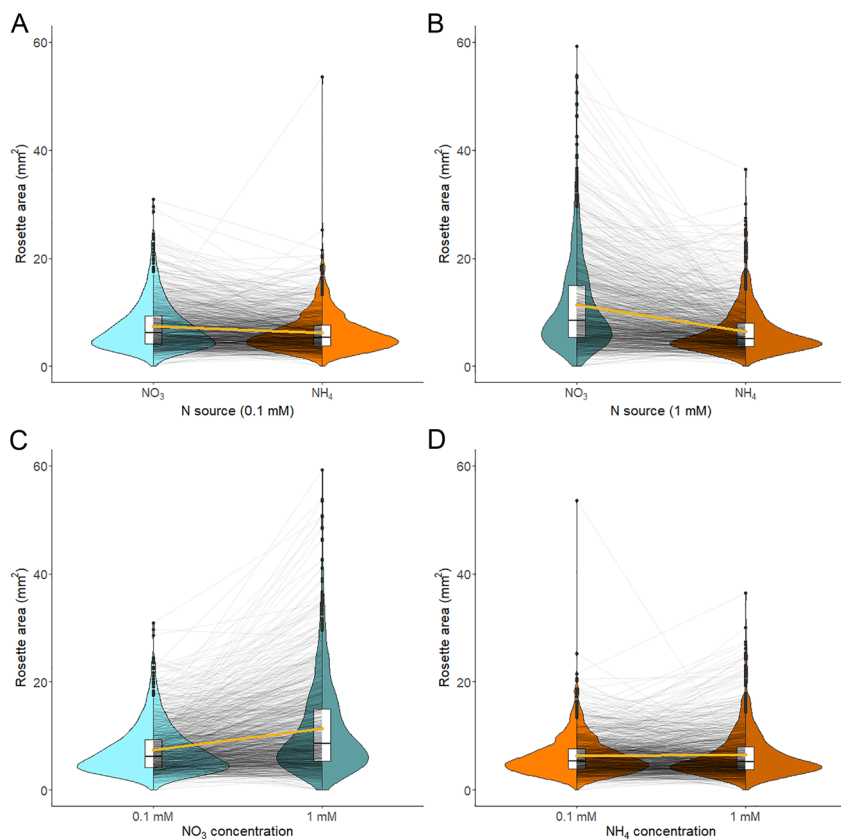 A
60
40
20
0
Rosette area (mm²)
NO₃
NH₄
N source (0.1 mM)
B
60
40
20
0
Rosette area (mm²)
NO₃
NH₄
N source (1 mM)
C
60
40
20
0
Rosette area (mm²)
0.1 mM
1 mM
NO₃ concentration
D
60
40
20
0
Rosette area (mm²)
0.1 mM
1 mM
NH₄ concentration